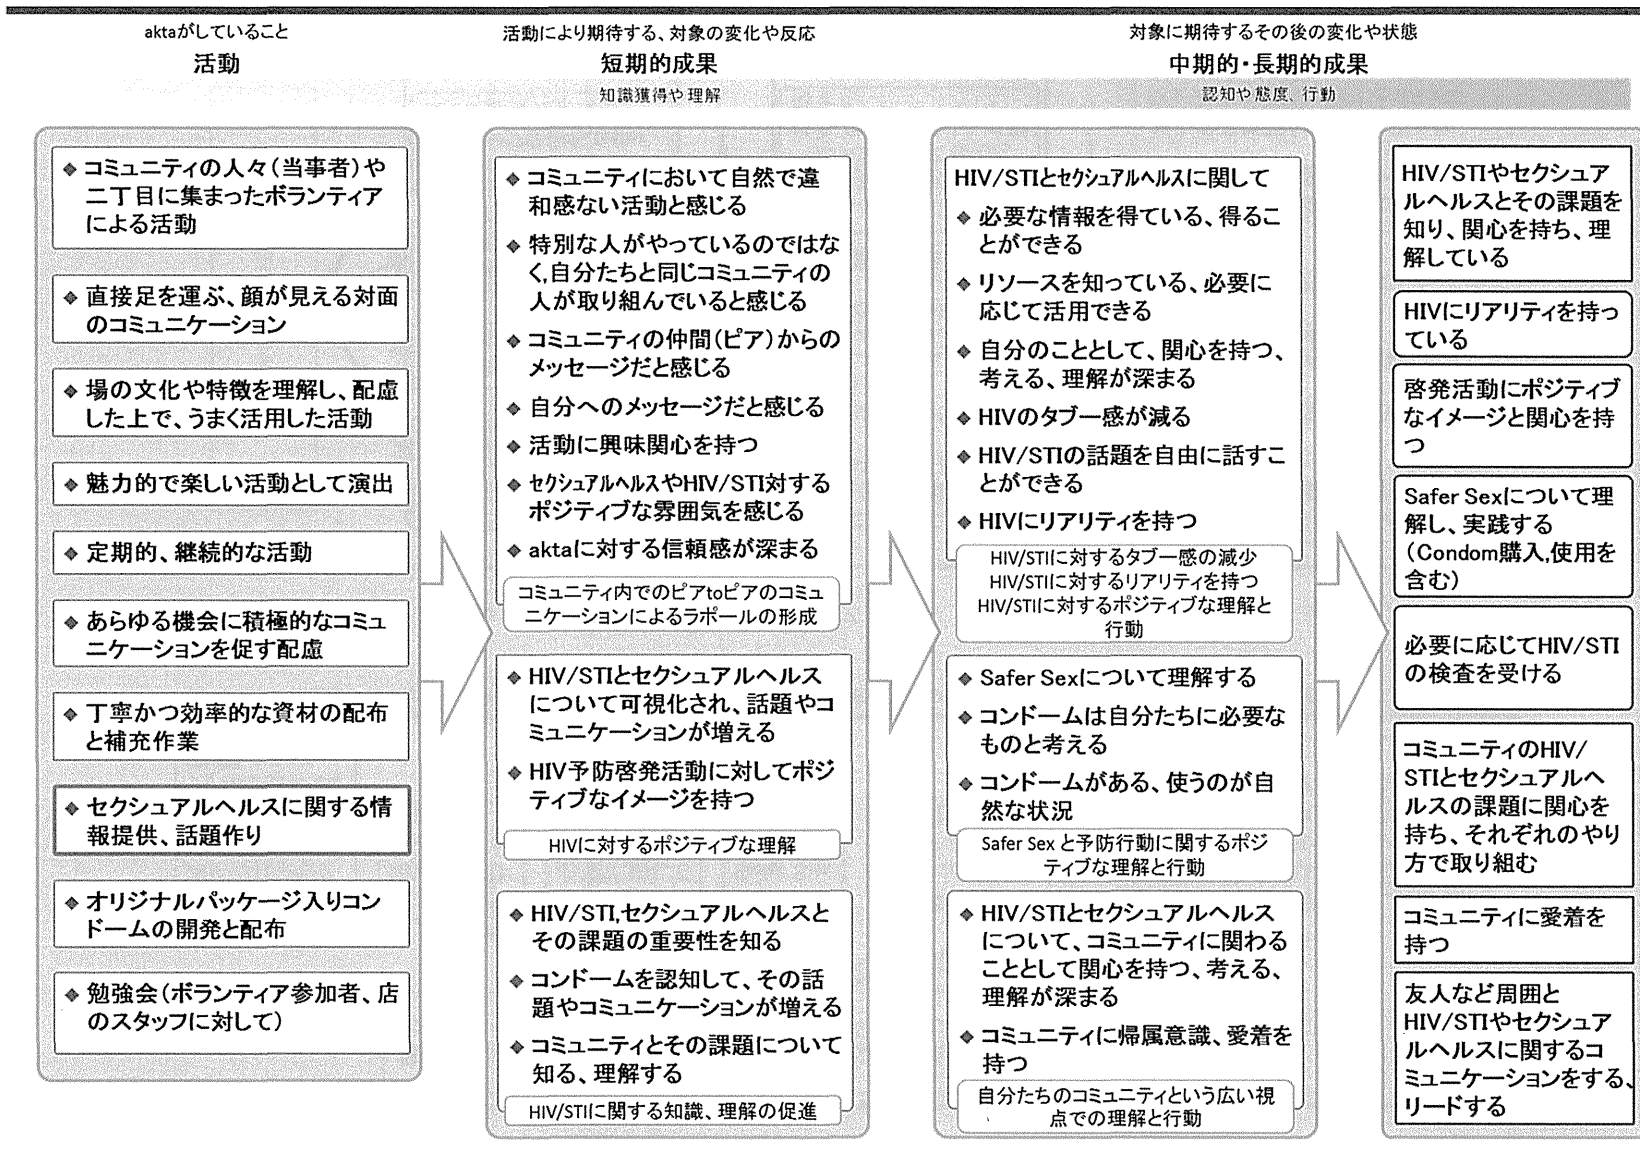 aktaがしていること
活動
活動により期待する、対象の変化や反応
短期的成果
知識獲得や理解
対象に期待するその後の変化や状態
中期的・長期的成果
認知や態度、行動
❖ コミュニティの人々(当事者)や
二丁目に集まったボランティア
による活動
❖ 直接足を運ぶ、顔が見える対面
のコミュニケーション
❖ 場の文化や特徴を理解し、配慮
した上で、うまく活用した活動
❖ 魅力的で楽しい活動として演出
❖ 定期的、継続的な活動
❖ あらゆる機会に積極的なコミュ
ニケーションを促す配慮
❖ 丁寧かつ効率的な資材の配布
と補充作業
❖ セクシュアルヘルスに関する情
報提供、話題作り
❖ オリジナルパッケージ入りコン
ドームの開発と配布
❖ 勉強会(ボランティア参加者、店
のスタッフに対して)
❖ コミュニティにおいて自然で違
和感ない活動と感じる
❖ 特別な人がやっているのではな
く,自分たちと同じコミュニティの
人が取り組んでいると感じる
❖ コミュニティの仲間(ピア)からの
メッセージだと感じる
❖ 自分へのメッセージだと感じる
❖ 活動に興味関心を持つ
❖ セクシュアルヘルスやHIV/STI対する
ポジティブな雰囲気を感じる
❖ aktaに対する信頼感が深まる
コミュニティ内でのピアtoピアのコミュ
ニケーションによるラポールの形成
❖ HIV/STIとセクシュアルヘルス
について可視化され、話題やコ
ミュニケーションが増える
❖ HIV予防啓発活動に対してポジ
ティブなイメージを持つ
HIVに対するポジティブな理解
❖ HIV/STI,セクシュアルヘルスと
その課題の重要性を知る
❖ コンドームを認知して、その話
題やコミュニケーションが増える
❖ コミュニティとその課題について
知る、理解する
HIV/STIに関する知識、理解の促進
HIV/STIとセクシュアルヘルスに関して
❖ 必要な情報を得ている、得るこ
とができる
❖ リソースを知っている、必要に
応じて活用できる
❖ 自分のこととして、関心を持つ、
考える、理解が深まる
❖ HIVのタブー感が減る
❖ HIV/STIの話題を自由に話すこ
とができる
❖ HIVにリアリティを持つ
HIV/STIに対するタブー感の減少
HIV/STIに対するリアリティを持つ
HIV/STIに対するポジティブな理解と
行動
❖ Safer Sexについて理解する
❖ コンドームは自分たちに必要な
ものと考える
❖ コンドームがある、使うのが自
然な状況
Safer Sex と予防行動に関するポジ
ティブな理解と行動
❖ HIV/STIとセクシュアルヘルス
について、コミュニティに関わる
こととして関心を持つ、考える、
理解が深まる
❖ コミュニティに帰属意識、愛着を
持つ
自分たちのコミュニティという広い視
点での理解と行動
HIV/STIやセクシュア
ルヘルスとその課題を
知り、関心を持ち、理
解している
HIVにリアリティを持っ
ている
啓発活動にポジティブ
なイメージと関心を持
つ
Safer Sexについて理
解し、実践する
(Condom購入,使用を
含む)
必要に応じてHIV/STI
の検査を受ける
コミュニティのHIV/
STIとセクシュアルヘ
ルスの課題に関心を
持ち、それぞれのやり
方で取り組む
コミュニティに愛着を
持つ
友人など周囲と
HIV/STIやセクシュア
ルヘルスに関するコ
ミュニケーションをする、
リードする